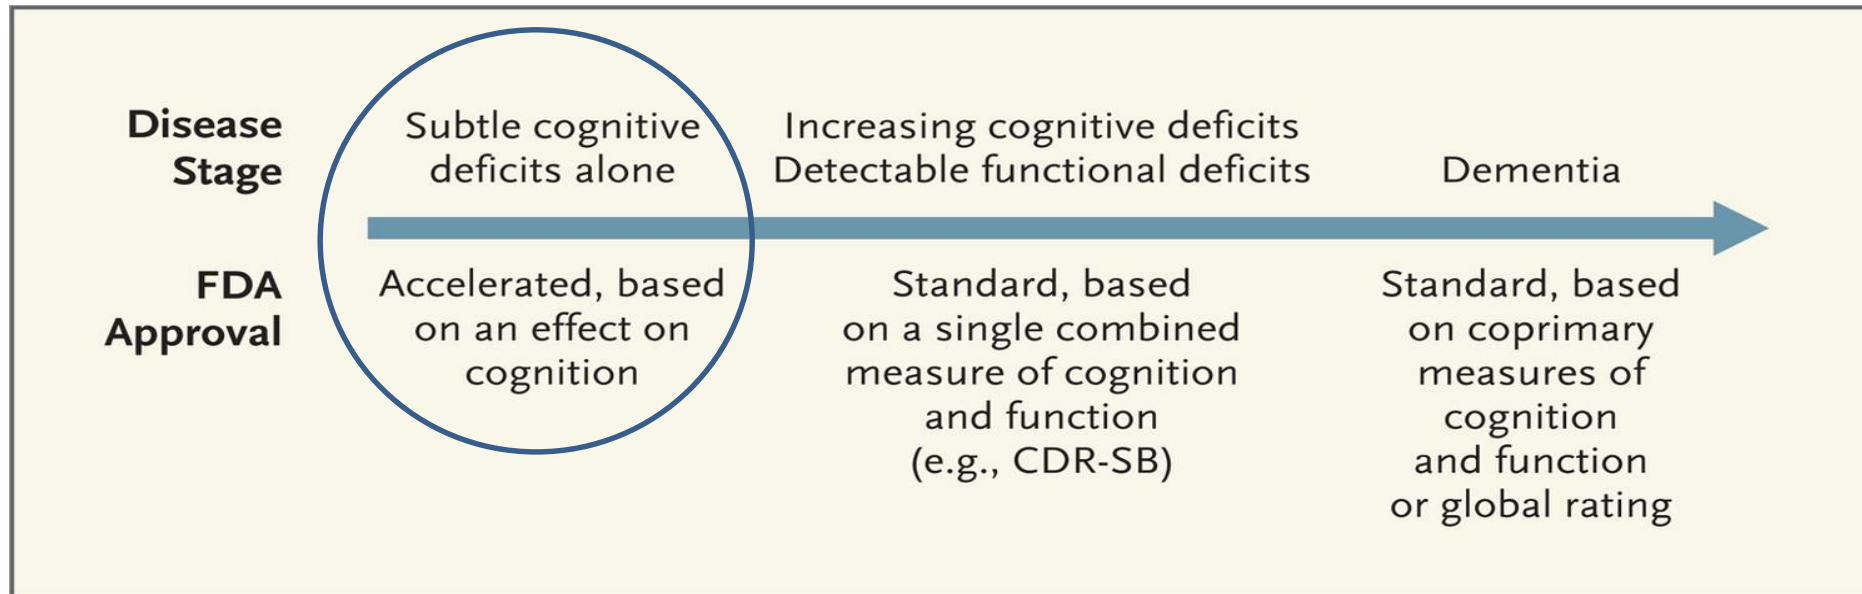 Disease
Stage
Subtle cognitive
deficits alone
Increasing cognitive deficits
Detectable functional deficits
Dementia
FDA
Approval
Accelerated, based
on an effect on
cognition
Standard, based
on a single combined
measure of cognition
and function
(e.g., CDR-SB)
Standard, based
on coprimary
measures of
cognition
and function
or global rating